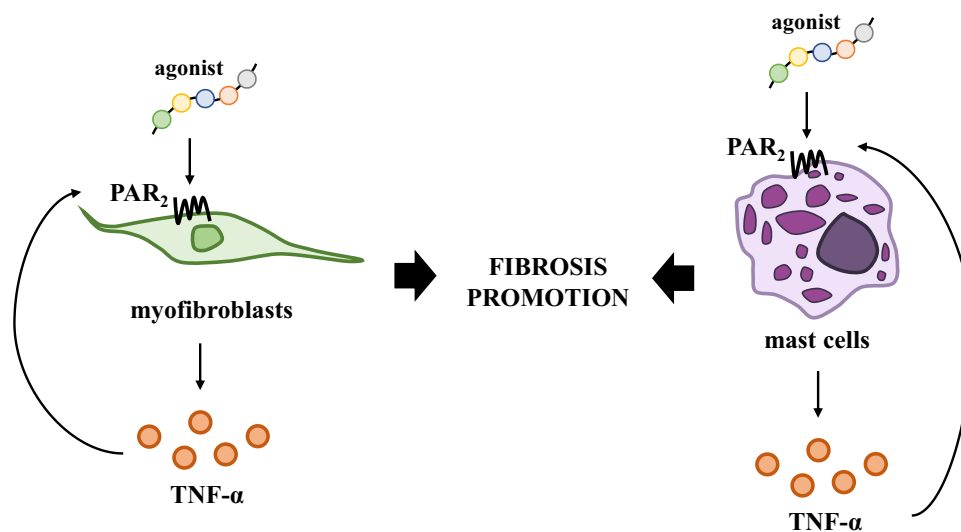 agonist
PAR₂
myofibroblasts
TNF-α
FIBROSIS
PROMOTION
agonist
PAR₂
mast cells
TNF-α